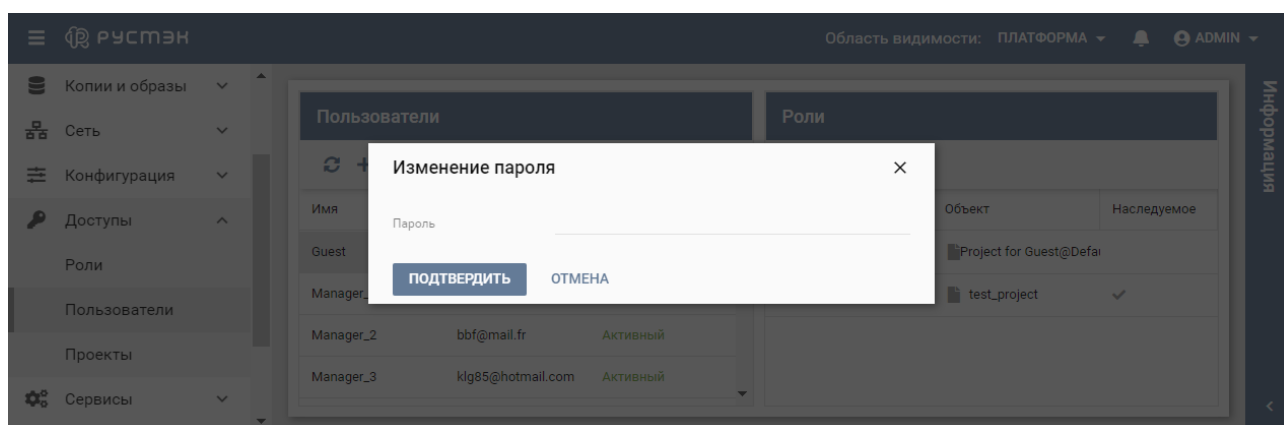 РУСТЭК
Область видимости: ПЛАТФОРМА ADMIN
Копии и образы
Сеть
Конфигурация
Доступы
Роли
Пользователи
Проекты
Сервисы
Пользователи
Имя
Guest
Manager_
Manager_2 bbf@mail.fr Активный
Manager_3 klg85@hotmail.com Активный
Роли
Объект Наследуемое
Project for Guest@Defau
test_project
Изменение пароля
Пароль
ПОДТВЕРДИТЬ ОТМЕНА
Информация